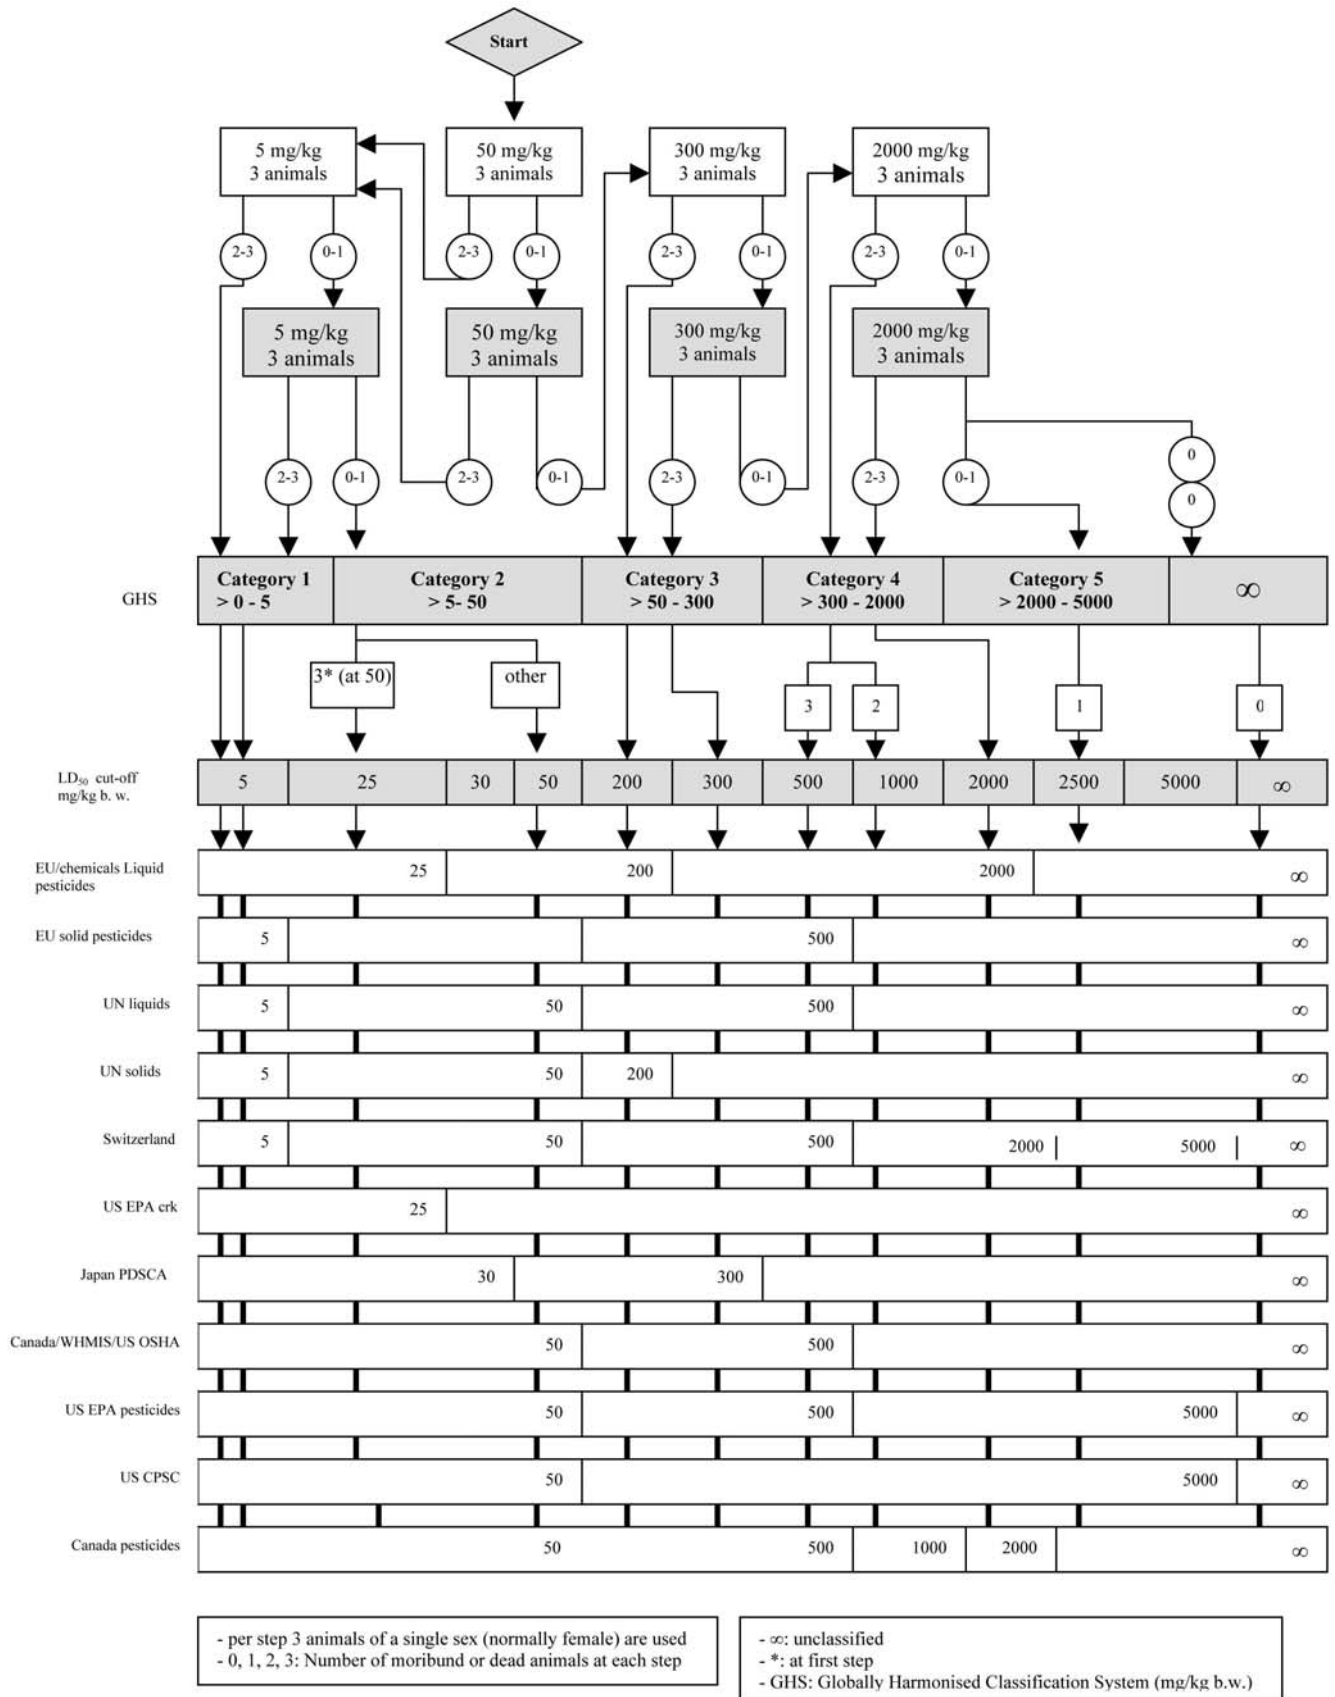 Start
5 mg/kg
3 animals
50 mg/kg
3 animals
300 mg/kg
3 animals
2000 mg/kg
3 animals
2-3
0-1
2-3
0-1
2-3
0-1
2-3
0-1
5 mg/kg
3 animals
50 mg/kg
3 animals
300 mg/kg
3 animals
2000 mg/kg
3 animals
2-3
0-1
2-3
0-1
2-3
0-1
2-3
0-1
0
0
GHS
Category 1
> 0 - 5
Category 2
> 5- 50
Category 3
> 50 - 300
Category 4
> 300 - 2000
Category 5
> 2000 - 5000
∞
3* (at 50)
other
3
2
1
0
LD₅₀ cut-off
mg/kg b. w.
5 25 30 50 200 300 500 1000 2000 2500 5000 ∞
EU/chemicals Liquid
pesticides
25 200 2000 ∞
EU solid pesticides 5 500 ∞
UN liquids 5 50 500 ∞
UN solids 5 50 200 ∞
Switzerland 5 50 500 2000 5000 ∞
US EPA crk 25 ∞
Japan PDSCA 30 300 ∞
Canada/WHMIS/US OSHA 50 500 ∞
US EPA pesticides 50 500 5000 ∞
US CPSC 50 5000 ∞
Canada pesticides 50 500 1000 2000 ∞
- per step 3 animals of a single sex (normally female) are used
- 0, 1, 2, 3: Number of moribund or dead animals at each step
- ∞: unclassified
- *: at first step
- GHS: Globally Harmonised Classification System (mg/kg b.w.)